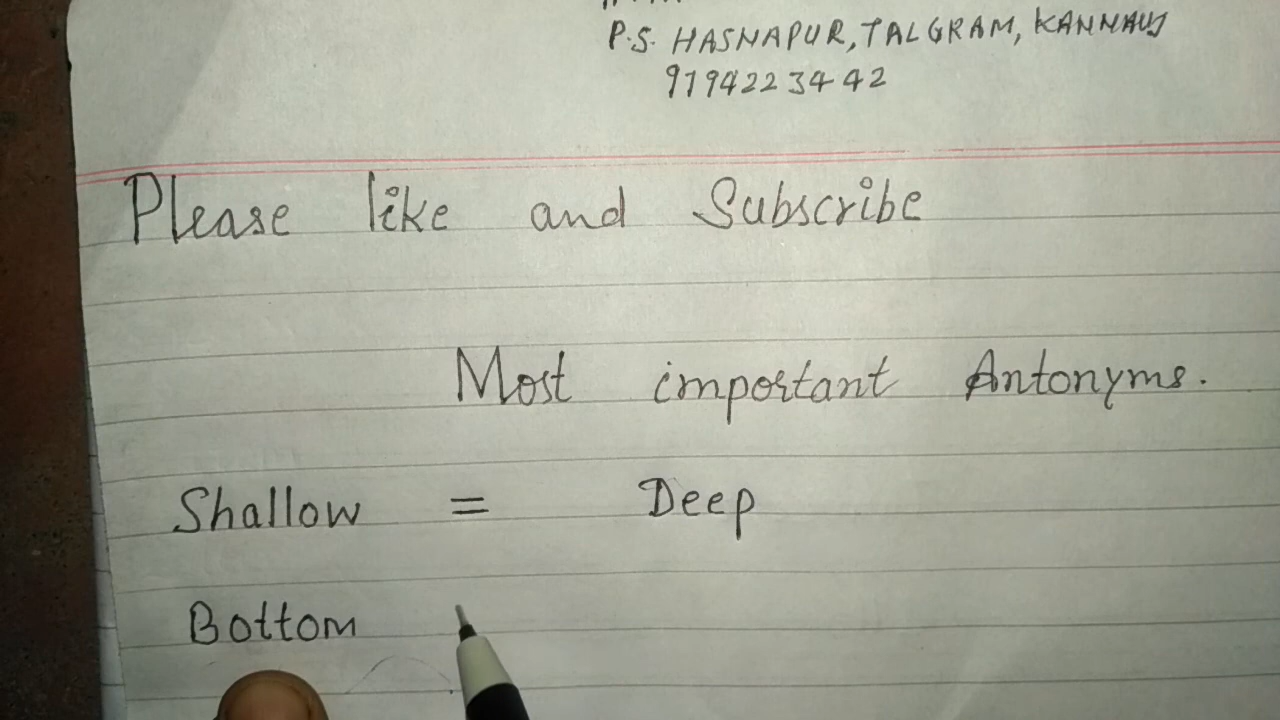 P.S. HASNAPUR, TALGRAM, KANNAUJ
9194223442
Please like and Subscribe
Most important Antonyms.
Shallow = Deep
Bottom